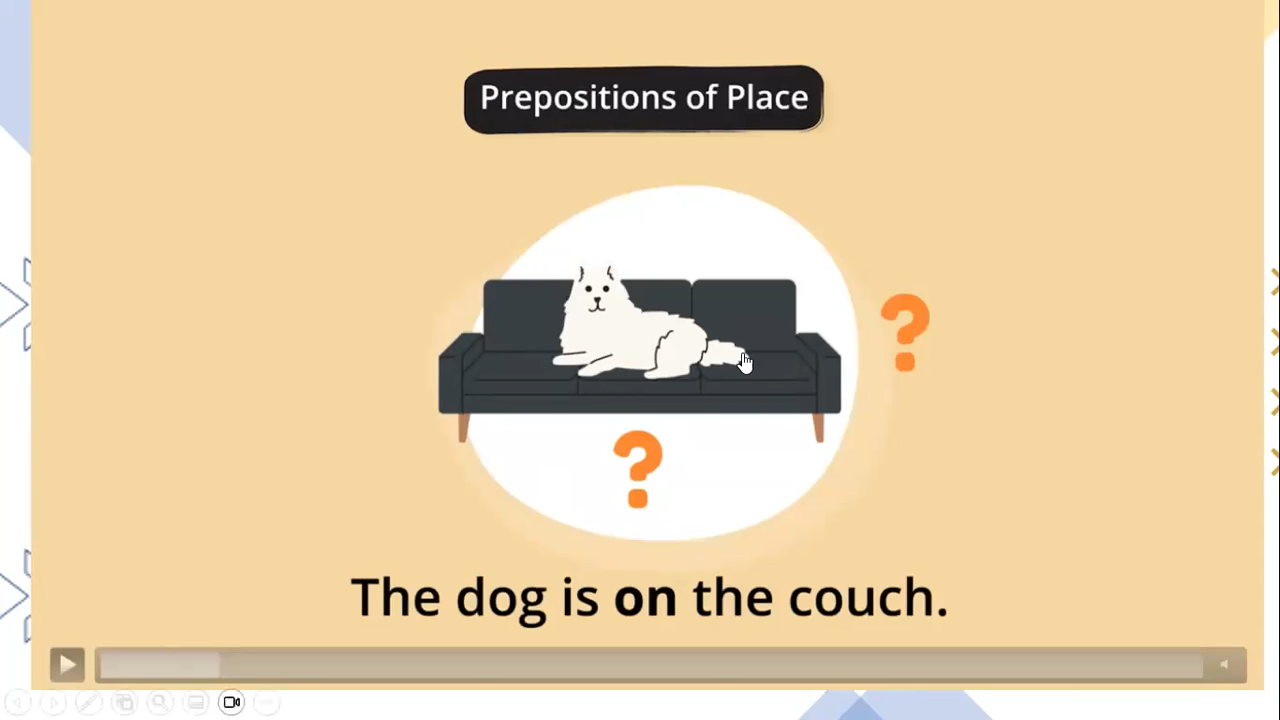 Prepositions of Place
?
?
The dog is on the couch.